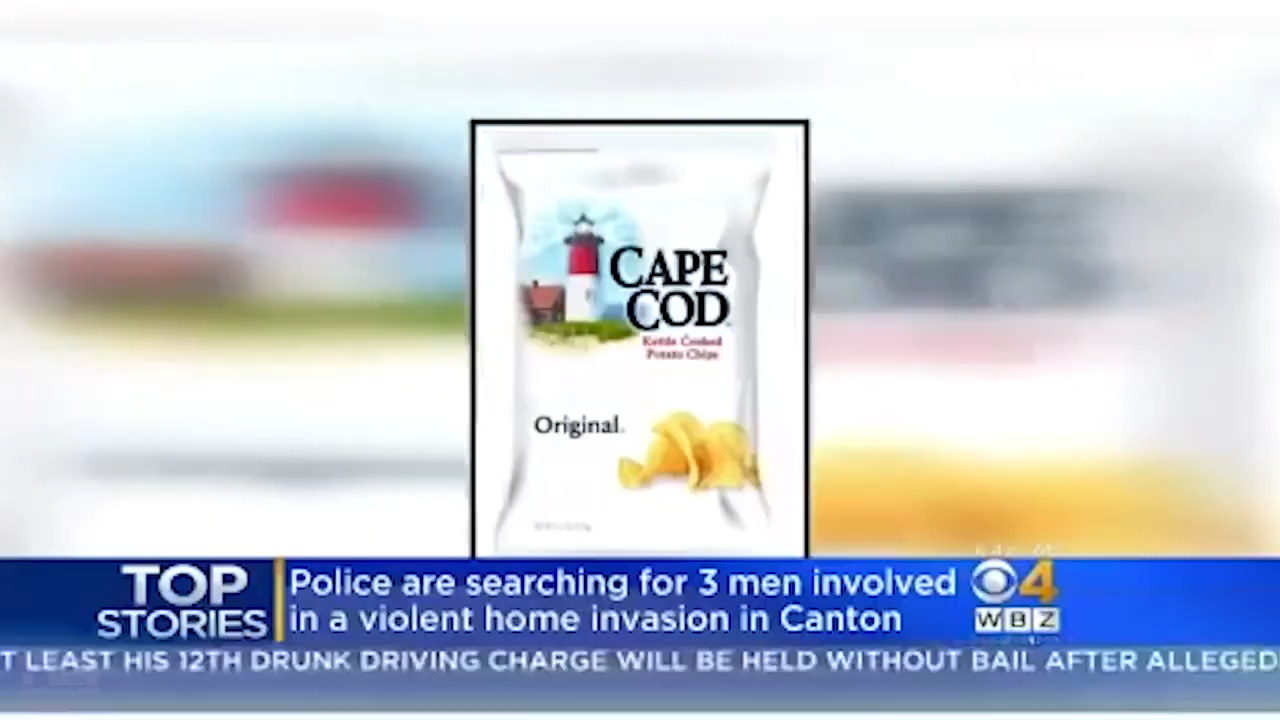 CAPE
COD
Kettle Cooked
Potato Chips
Original
TOP
STORIES
Police are searching for 3 men involved
in a violent home invasion in Canton
4
WBZ
T LEAST HIS 12TH DRUNK DRIVING CHARGE WILL BE HELD WITHOUT BAIL AFTER ALLEGED